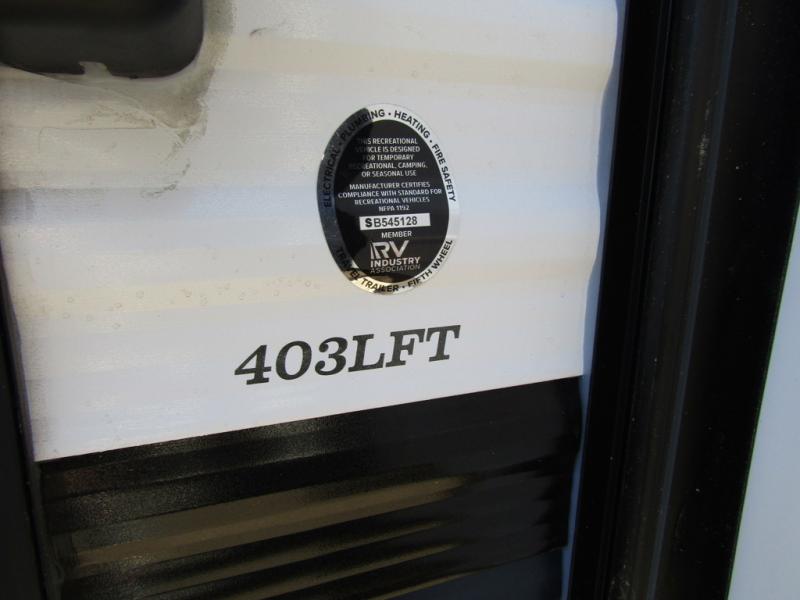 ELECTRICAL • PLUMBING • HEATING • FIRE SAFETY
THIS RECREATIONAL
VEHICLE IS DESIGNED
FOR TEMPORARY
RECREATIONAL, CAMPING,
OR SEASONAL USE
MANUFACTURER CERTIFIES
COMPLIANCE WITH STANDARD FOR
RECREATIONAL VEHICLES
NFPA 1192
SB545128
MEMBER
RV
INDUSTRY
ASSOCIATION
TRAVEL TRAILER • FIFTH WHEEL
403LFT